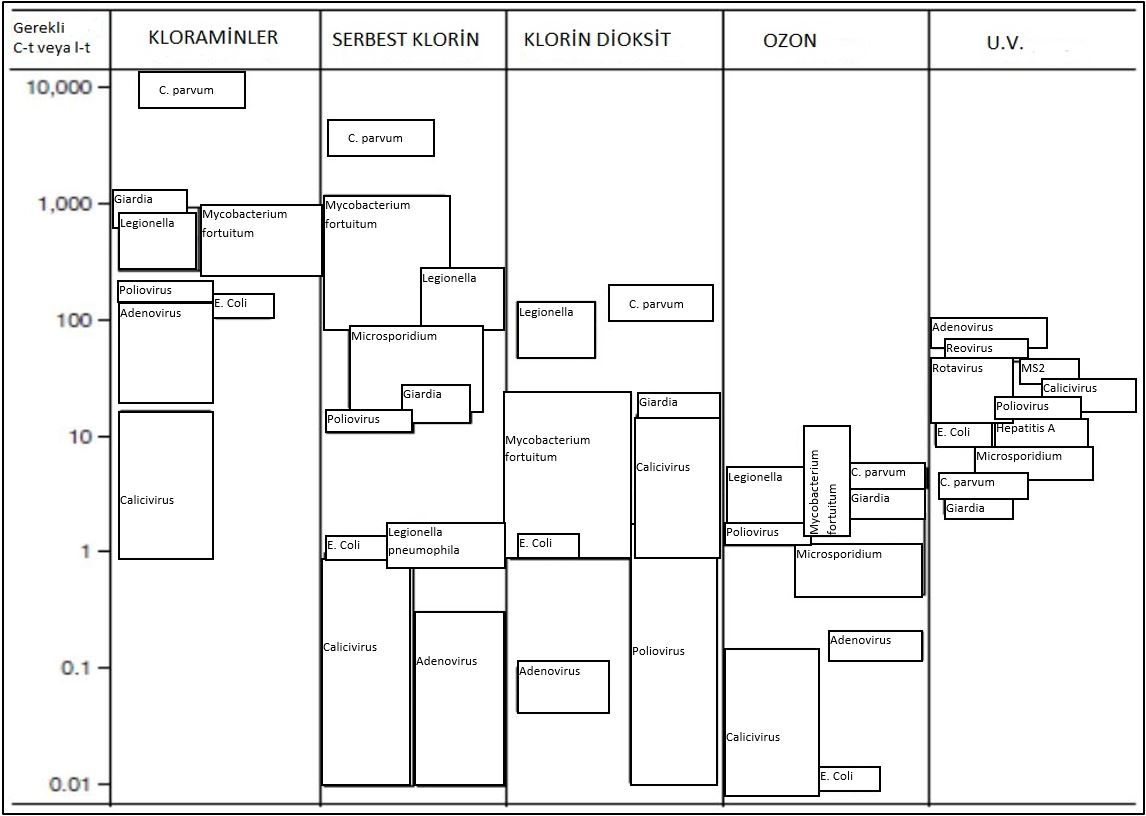 Gerekli
C-t veya l-t
KLORAMİNLER
SERBEST KLORİN
KLORİN DİOKSİT
OZON
U.V.
10,000
1,000
100
10
1
0.1
0.01
C. parvum
Giardia
Legionella
Mycobacterium
fortuitum
Poliovirus
E. Coli
Adenovirus
Calicivirus
C. parvum
Mycobacterium
fortuitum
Legionella
Microsporidium
Giardia
Poliovirus
E. Coli
Legionella
pneumophila
Calicivirus
Adenovirus
C. parvum
Legionella
Giardia
Mycobacterium
fortuitum
Calicivirus
E. Coli
Poliovirus
Adenovirus
Mycobacterium
fortuitum
Legionella
C. parvum
Giardia
Poliovirus
Microsporidium
Adenovirus
Calicivirus
E. Coli
Adenovirus
Reovirus
Rotavirus
MS2
Calicivirus
Poliovirus
E. Coli
Hepatitis A
Microsporidium
C. parvum
Giardia